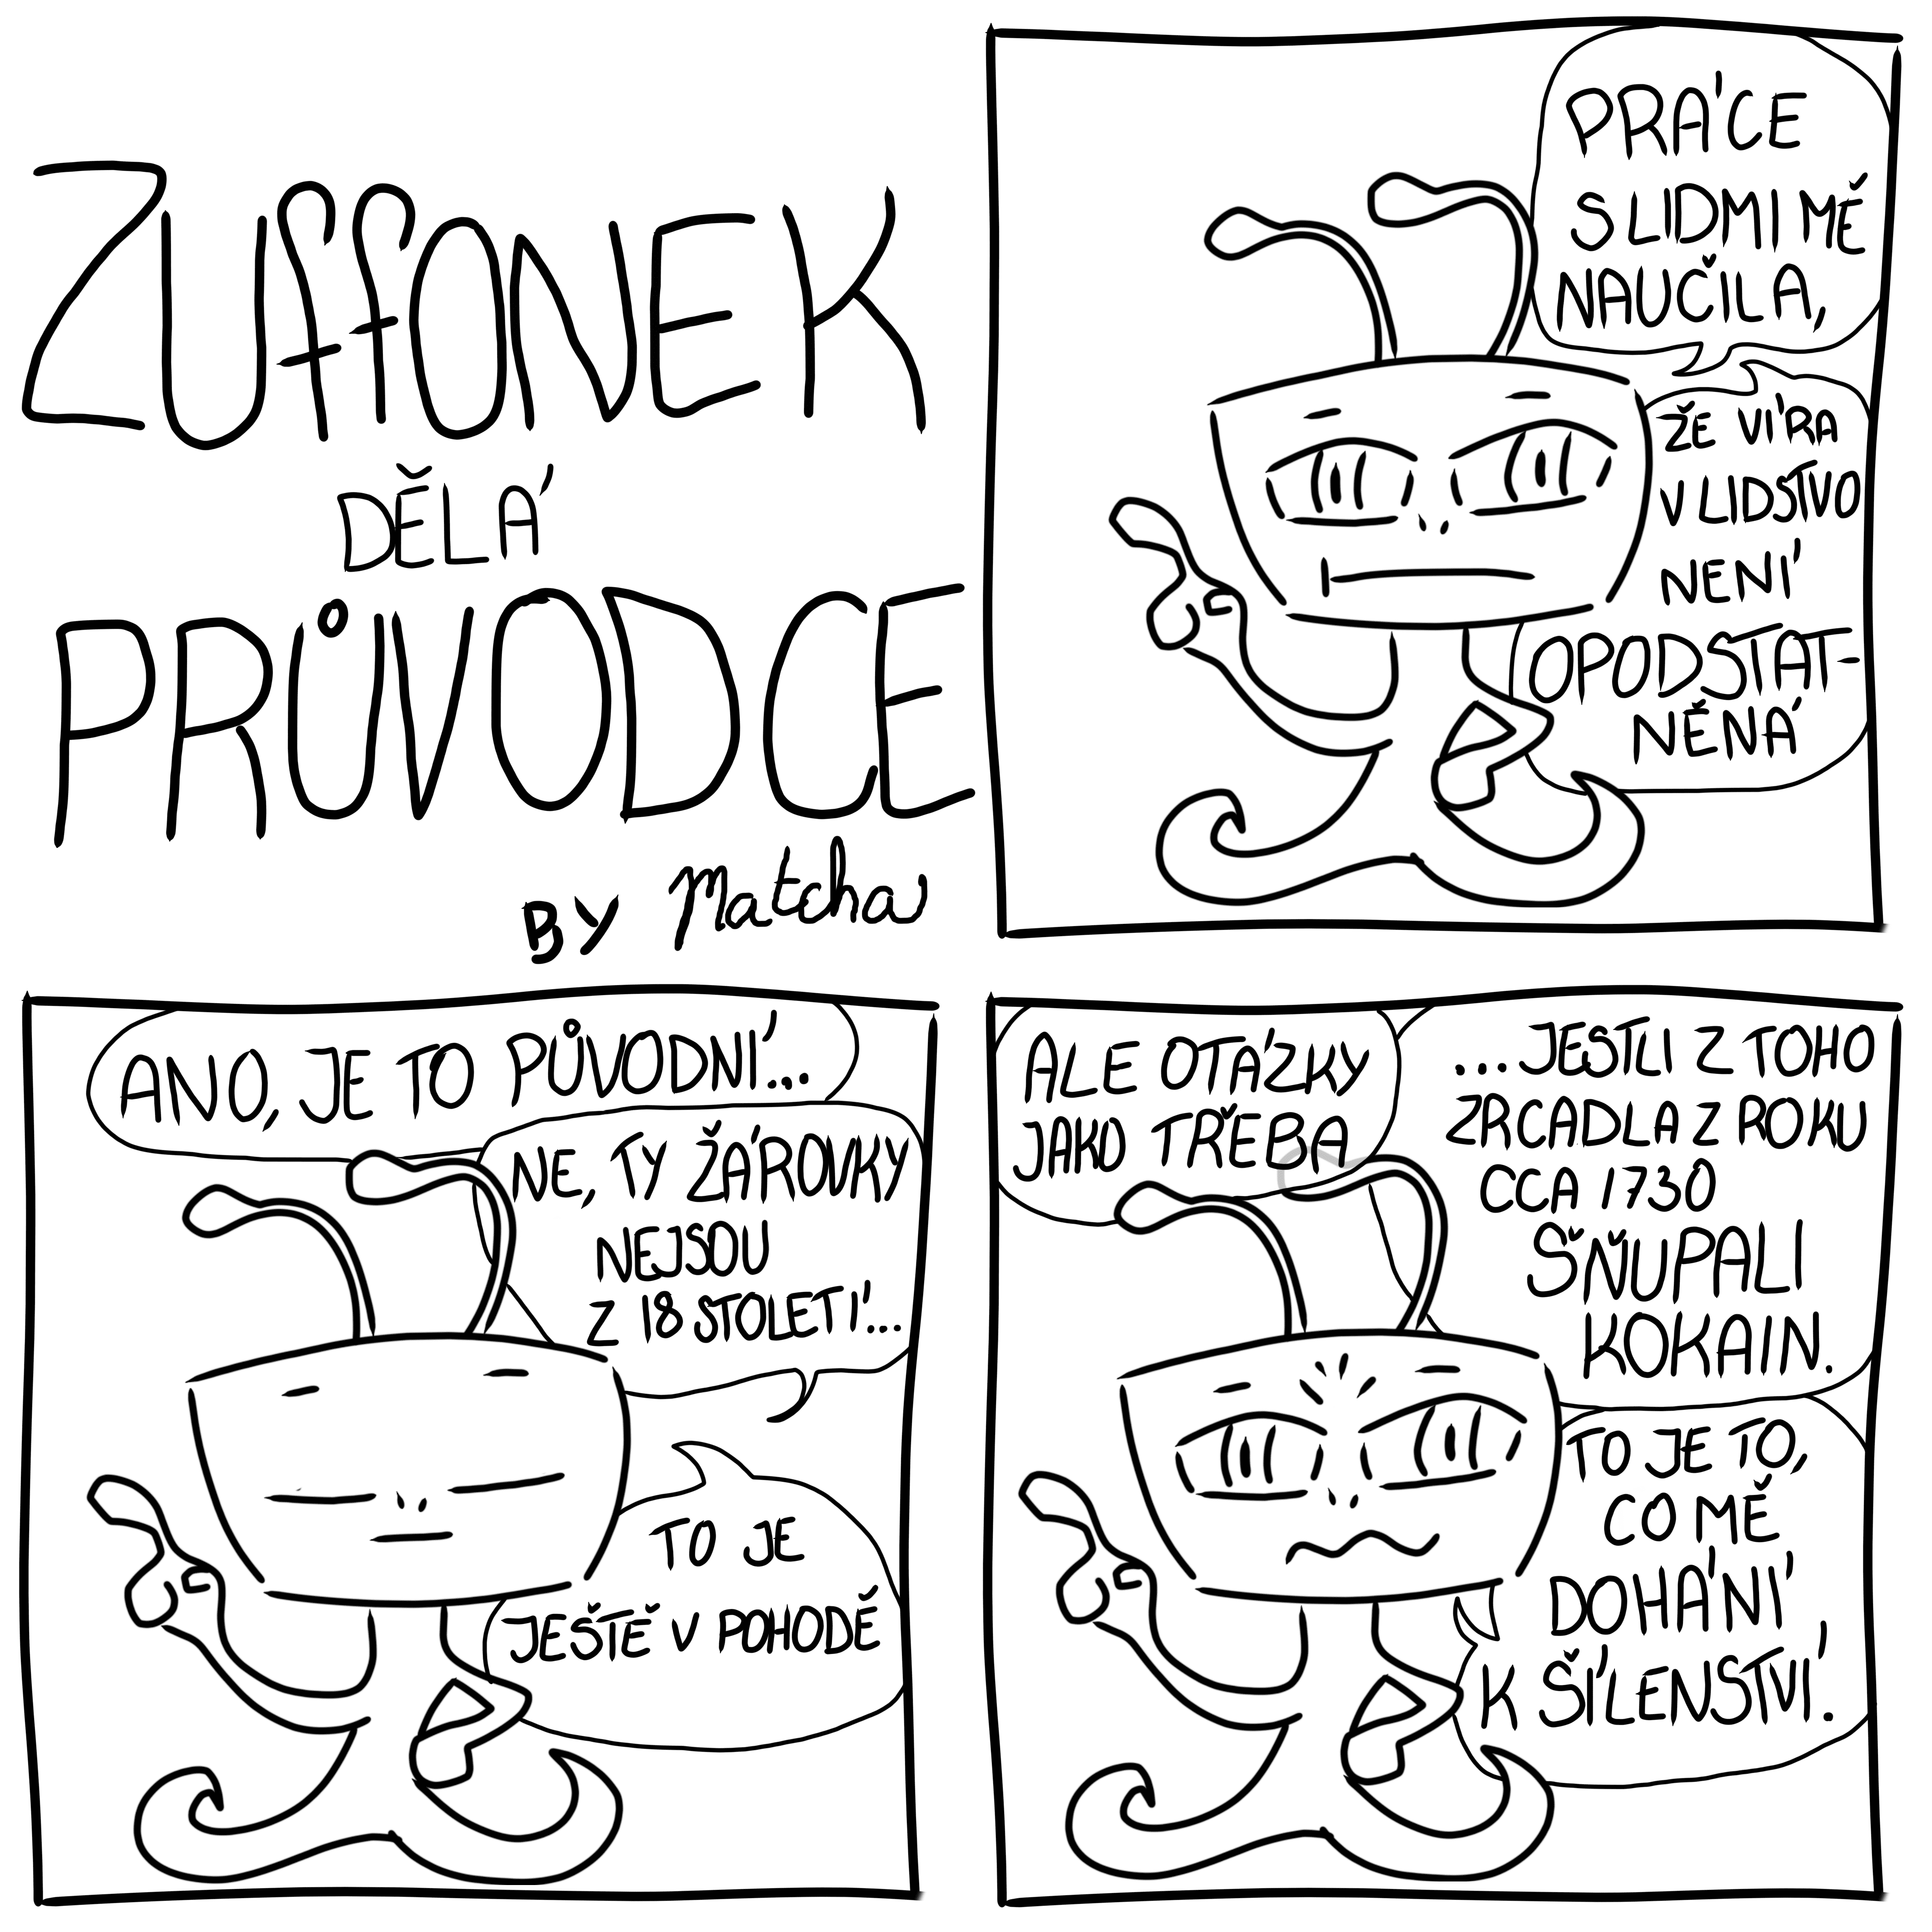 ZUffONEK
DĚLÁ
PRŮVODCE
BY Matcha
PRÁCE
S LIDMI MĚ
NAUČILA,
ŽE VÍRA
V LIDSTVO
NENÍ
OPODSTAT-
NĚNÁ
ANO, JE TO PŮVODNÍ...
NE, TY ŽÁROVKY
NEJSOU
Z 18 STOLETÍ...
TO JE
JEŠTĚ V POHODĚ
ALE OTÁZKY
JAKO TŘEBA
...JESTLI Z TOHO
ZRCADLA Z ROKU
CCA 1730
ŠŇUPALI
KOKAIN.
TO JE TO,
CO MĚ
DOHÁNÍ
K ŠÍLENSTVÍ.